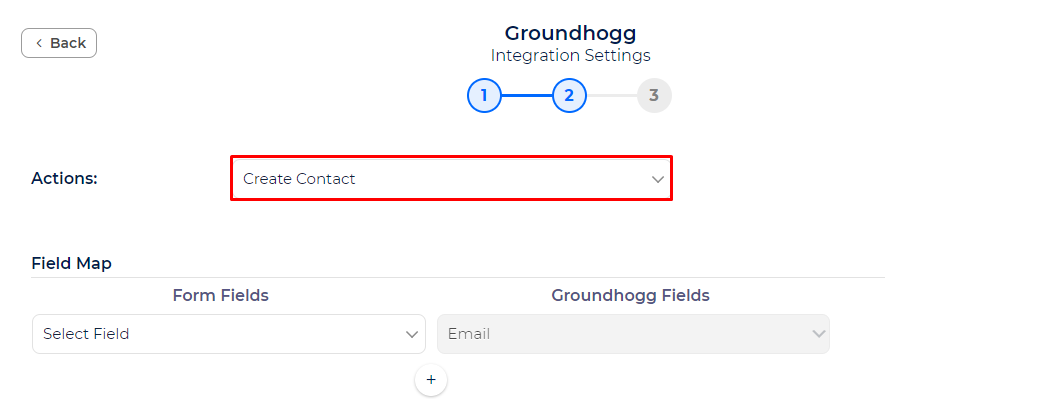 Back
Groundhogg
Integration Settings
1 2 3
Actions:
Create Contact
Field Map
Form Fields
Groundhogg Fields
Select Field
Email
+